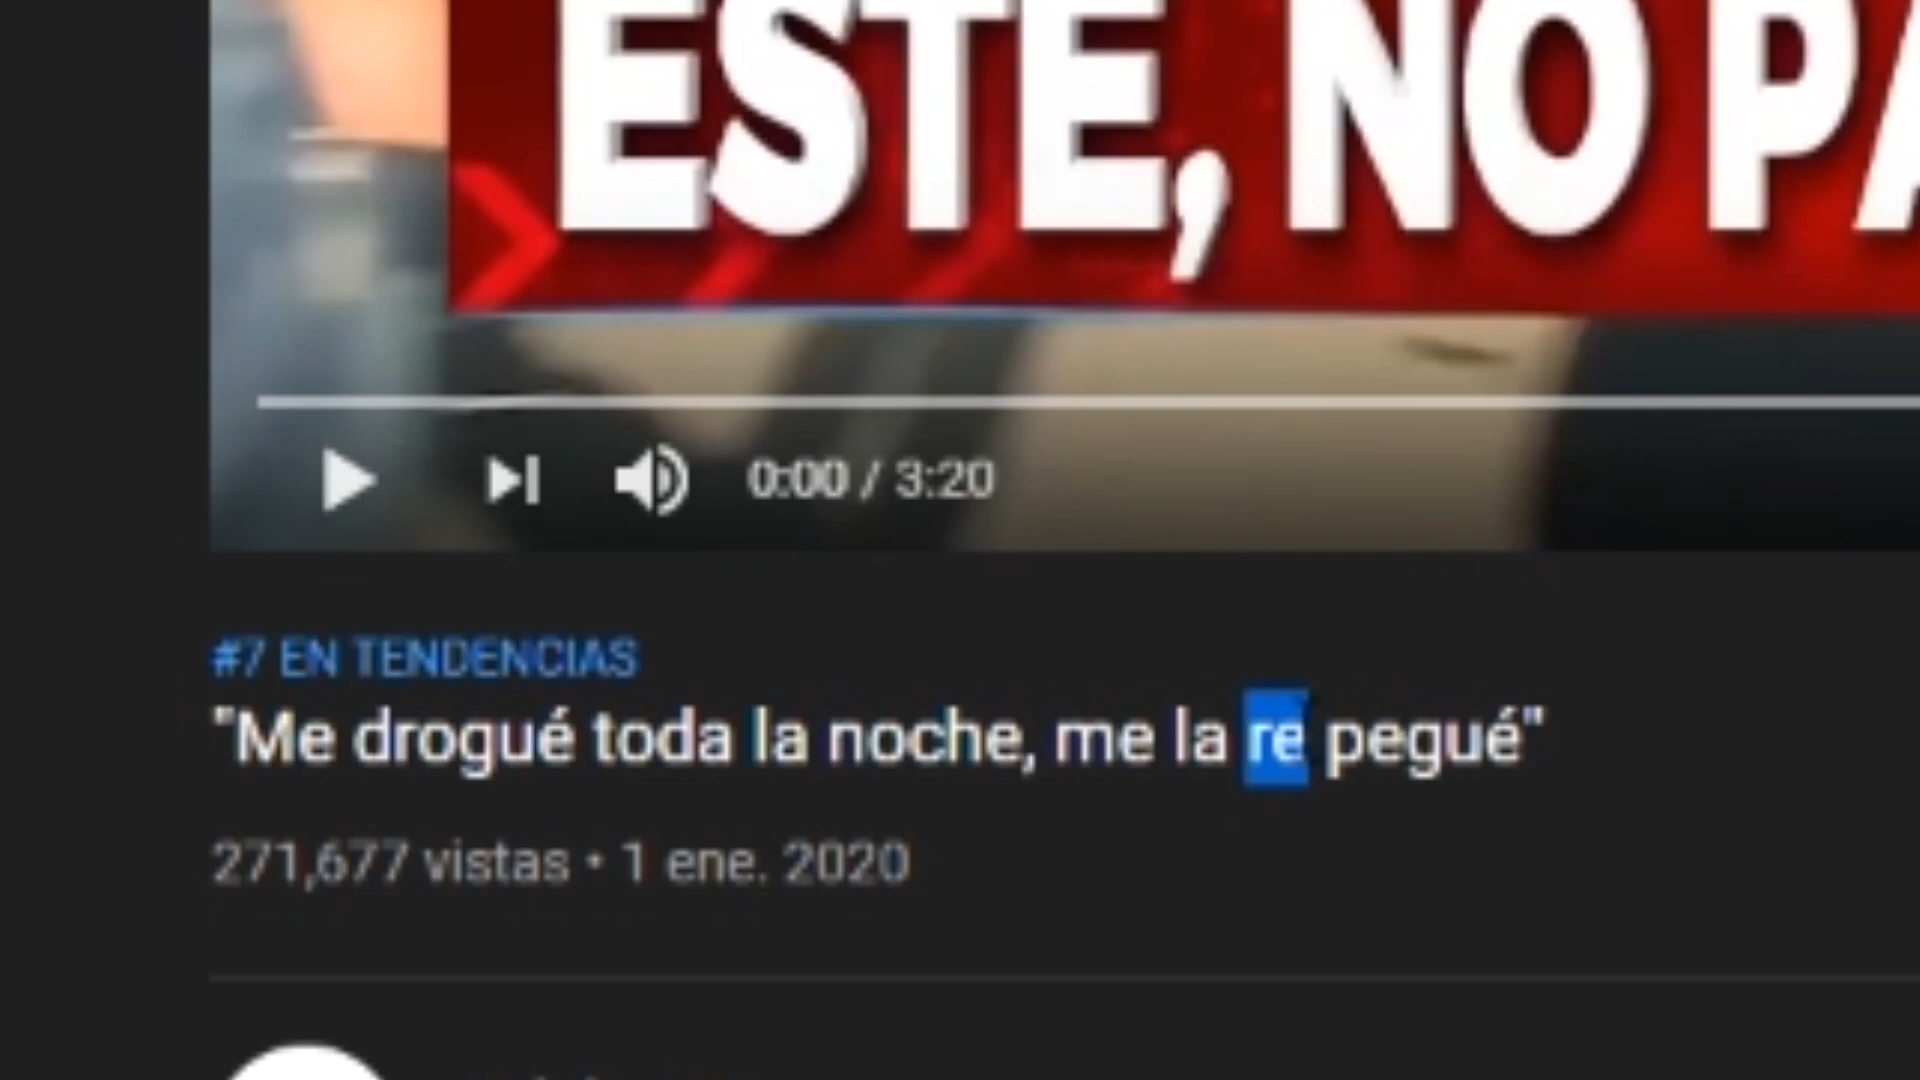 ESTE, NO PA
0:00 / 3:20
#7 EN TENDENCIAS
"Me drogué toda la noche, me la re pegué"
271,677 vistas • 1 ene. 2020